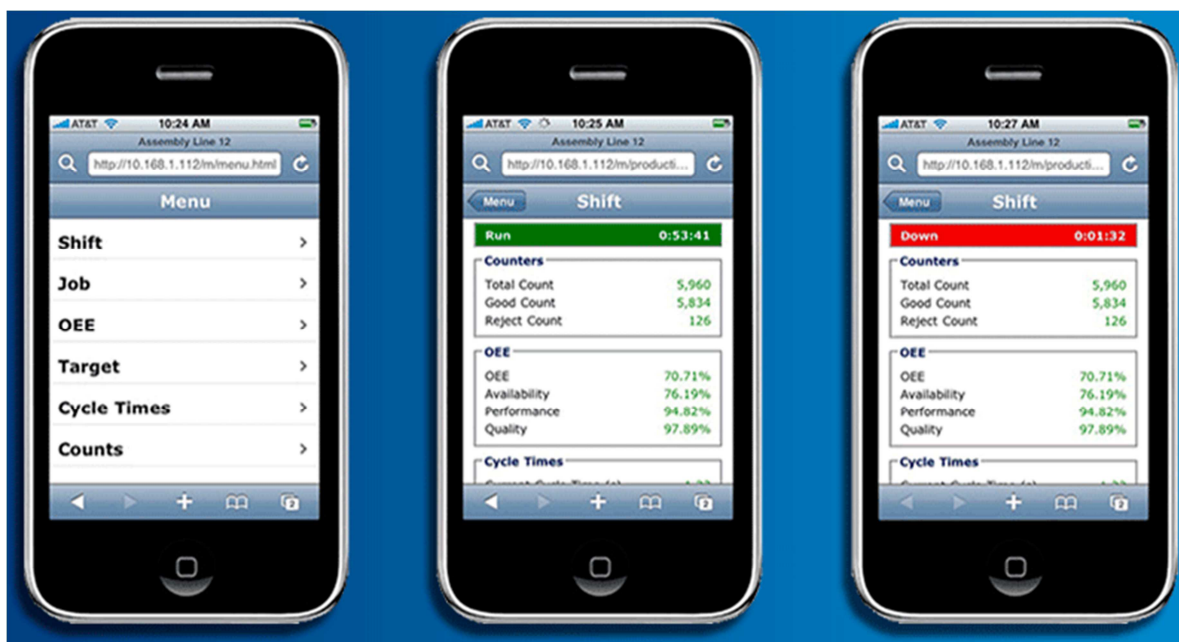 AT&T 10:24 AM
Assembly Line 12
http://10.168.1.112/m/menu.html
Menu
Shift
Job
OEE
Target
Cycle Times
Counts
2
AT&T 10:25 AM
Assembly Line 12
http://10.168.1.112/m/producti...
Menu Shift
Run 0:53:41
Counters
Total Count 5,960
Good Count 5,834
Reject Count 126
OEE
OEE 70.71%
Availability 76.19%
Performance 94.82%
Quality 97.89%
Cycle Times
2
AT&T 10:27 AM
Assembly Line 12
http://10.168.1.112/m/producti...
Menu Shift
Down 0:01:32
Counters
Total Count 5,960
Good Count 5,834
Reject Count 126
OEE
OEE 70.71%
Availability 76.19%
Performance 94.82%
Quality 97.89%
Cycle Times
2